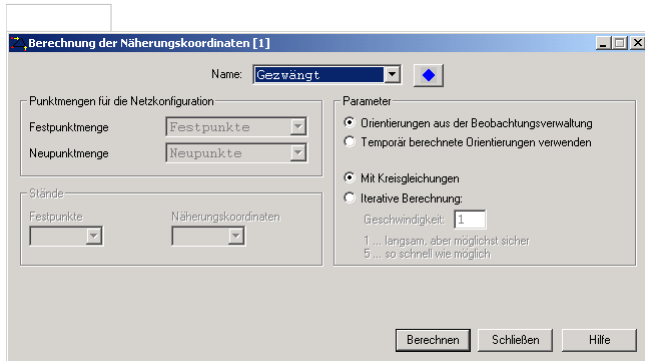 Berechnung der Näherungskoordinaten [1]
Name: Gezwängt
Punktmengen für die Netzkonfiguration
Festpunktmenge Festpunkte
Neupunktmenge Neupunkte
Stände
Festpunkte Näherungskoordinaten
Parameter
Orientierungen aus der Beobachtungsverwaltung
Temporär berechnete Orientierungen verwenden
Mit Kreisgleichungen
Iterative Berechnung:
Geschwindigkeit: 1
1 ... langsam, aber möglichst sicher
5 ... so schnell wie möglich
Berechnen Schließen Hilfe